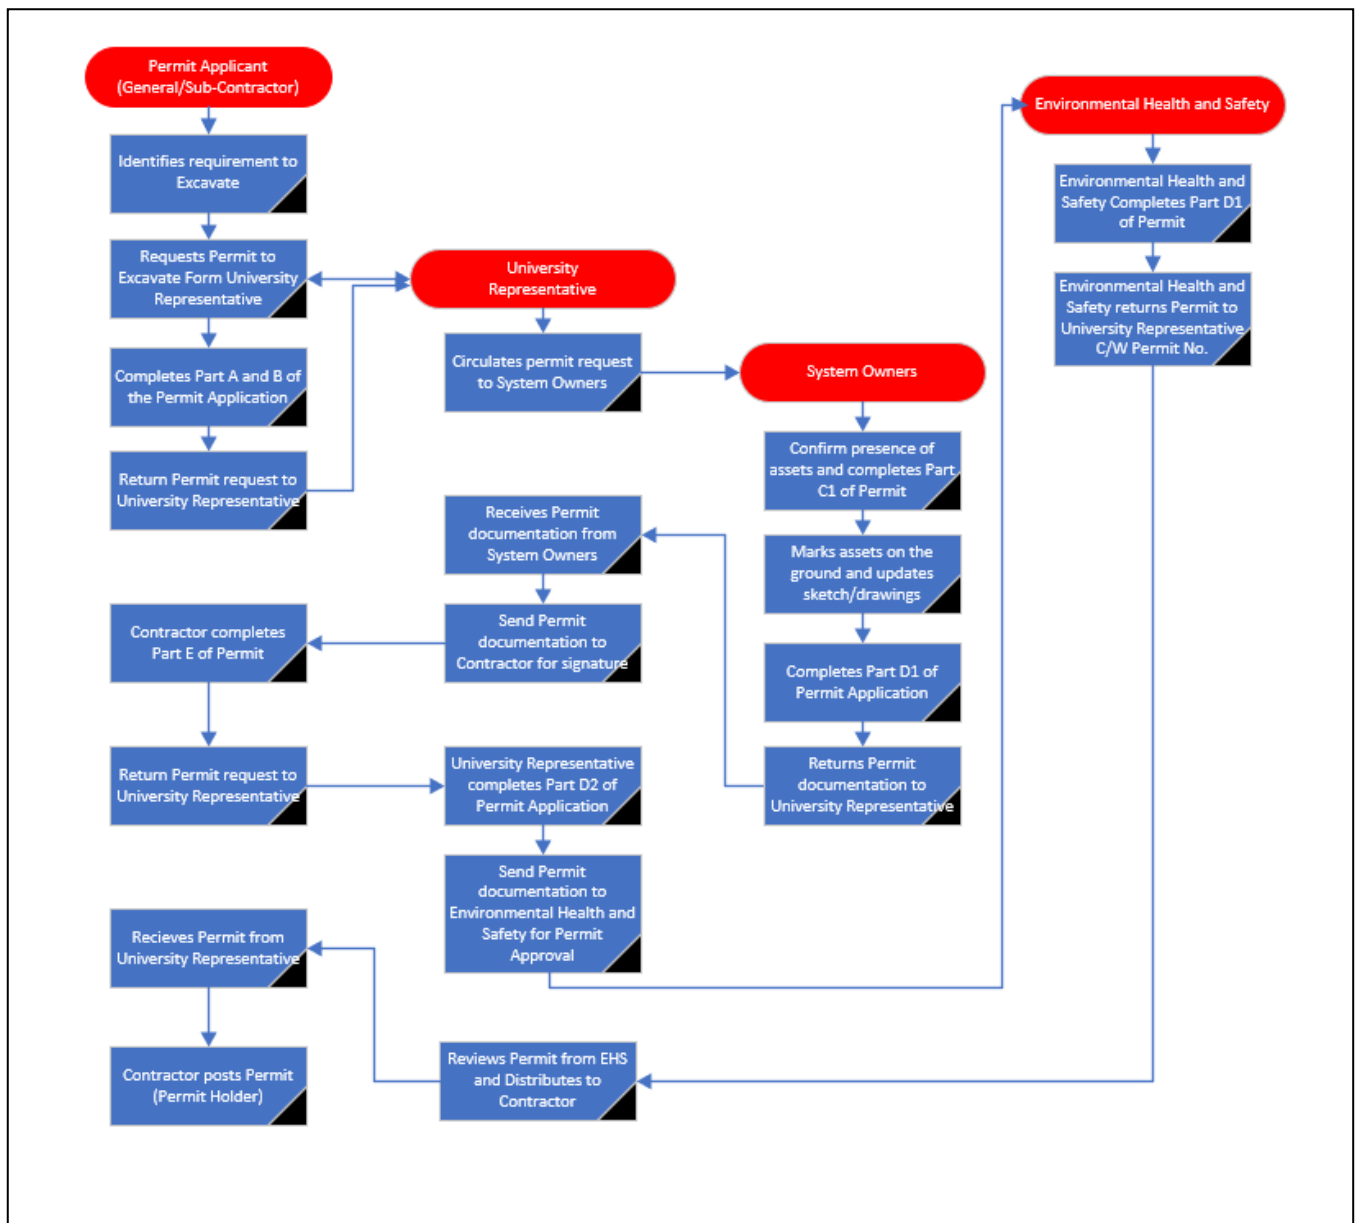 Permit Applicant
(General/Sub-Contractor)
Identifies requirement to
Excavate
Requests Permit to
Excavate Form University
Representative
Completes Part A and B of
the Permit Application
Return Permit request to
University Representative
University
Representative
Circulates permit request
to System Owners
System Owners
Confirm presence of
assets and completes Part
C1 of Permit
Marks assets on the
ground and updates
sketch/drawings
Completes Part D1 of
Permit Application
Returns Permit
documentation to
University Representative
Receives Permit
documentation from
System Owners
Send Permit
documentation to
Contractor for signature
Contractor completes
Part E of Permit
Return Permit request to
University Representative
University Representative
completes Part D2 of
Permit Application
Send Permit
documentation to
Environmental Health and
Safety for Permit
Approval
Environmental Health and Safety
Environmental Health and
Safety Completes Part D1
of Permit
Environmental Health and
Safety returns Permit to
University Representative
C/W Permit No.
Reviews Permit from EHS
and Distributes to
Contractor
Recieves Permit from
University Representative
Contractor posts Permit
(Permit Holder)